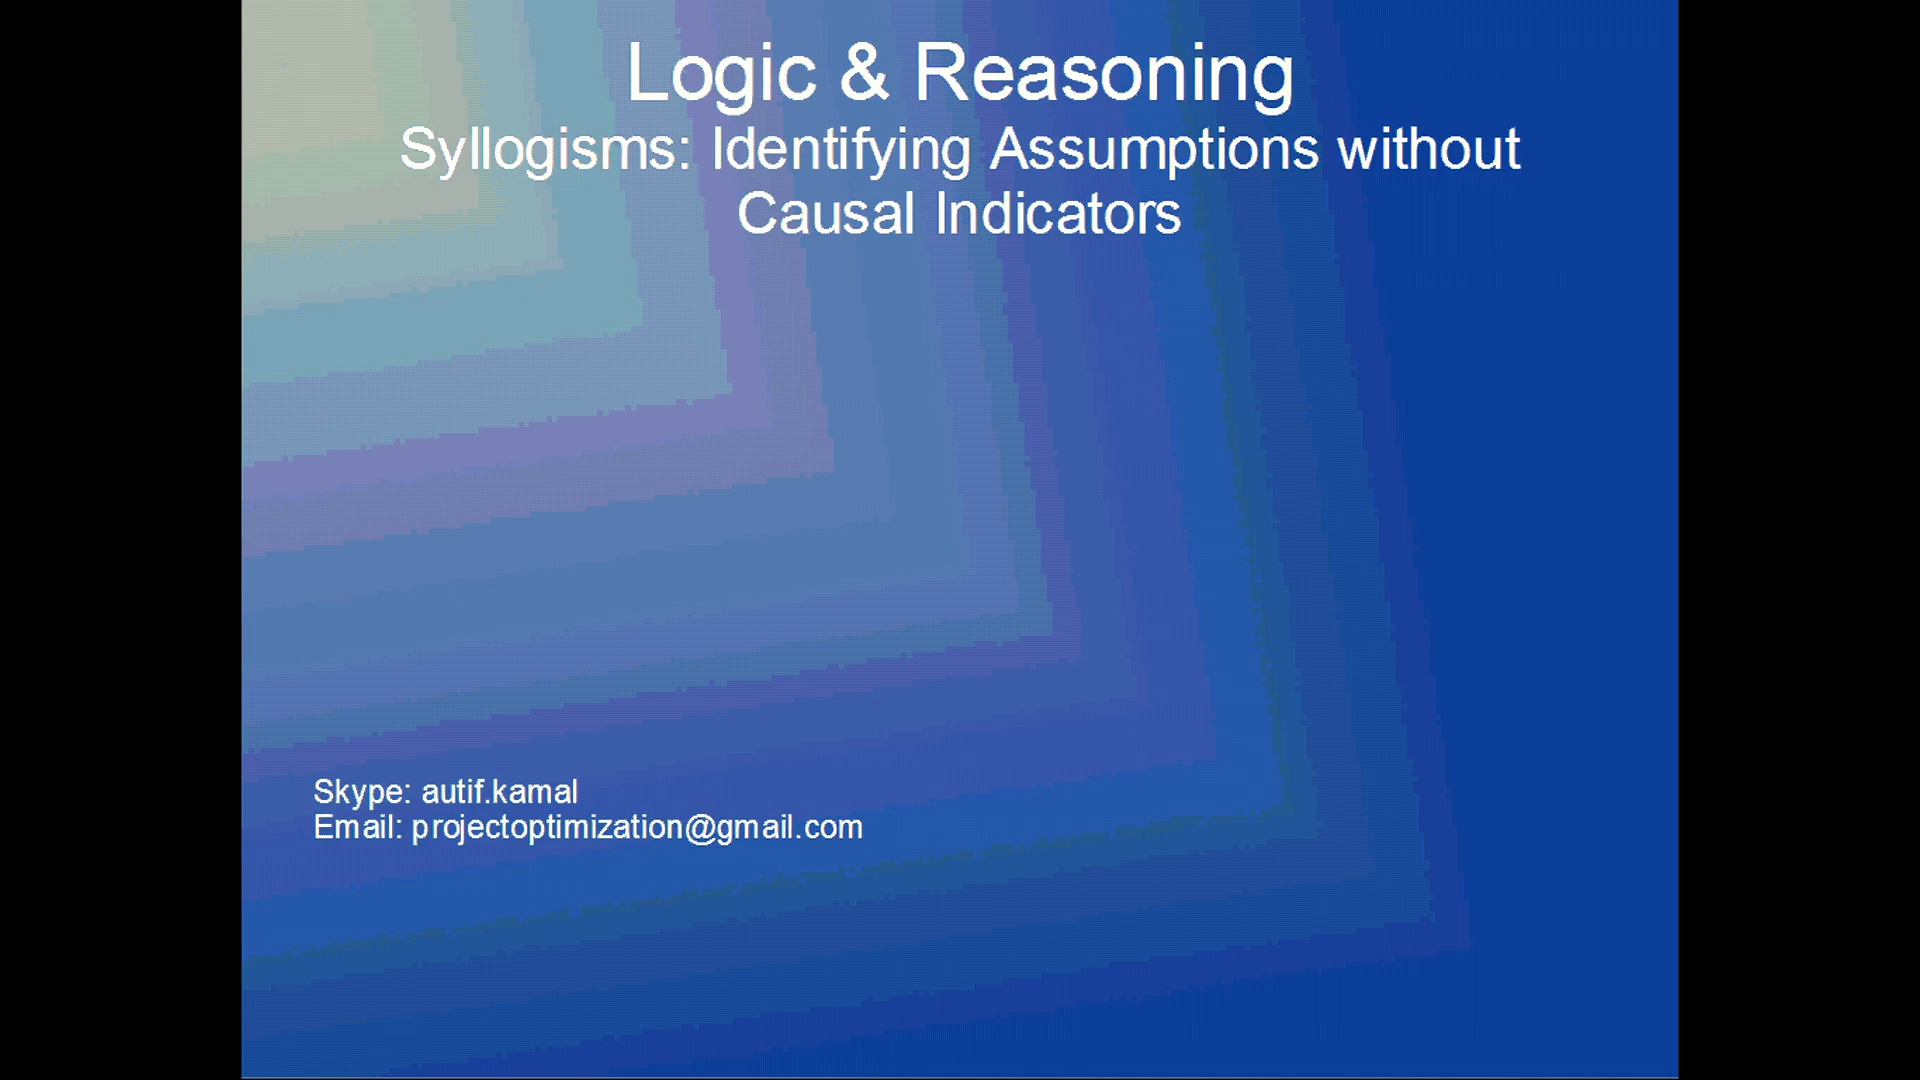 Logic & Reasoning
Syllogisms: Identifying Assumptions without
Causal Indicators
Skype: autif.kamal
Email: projectoptimization@gmail.com